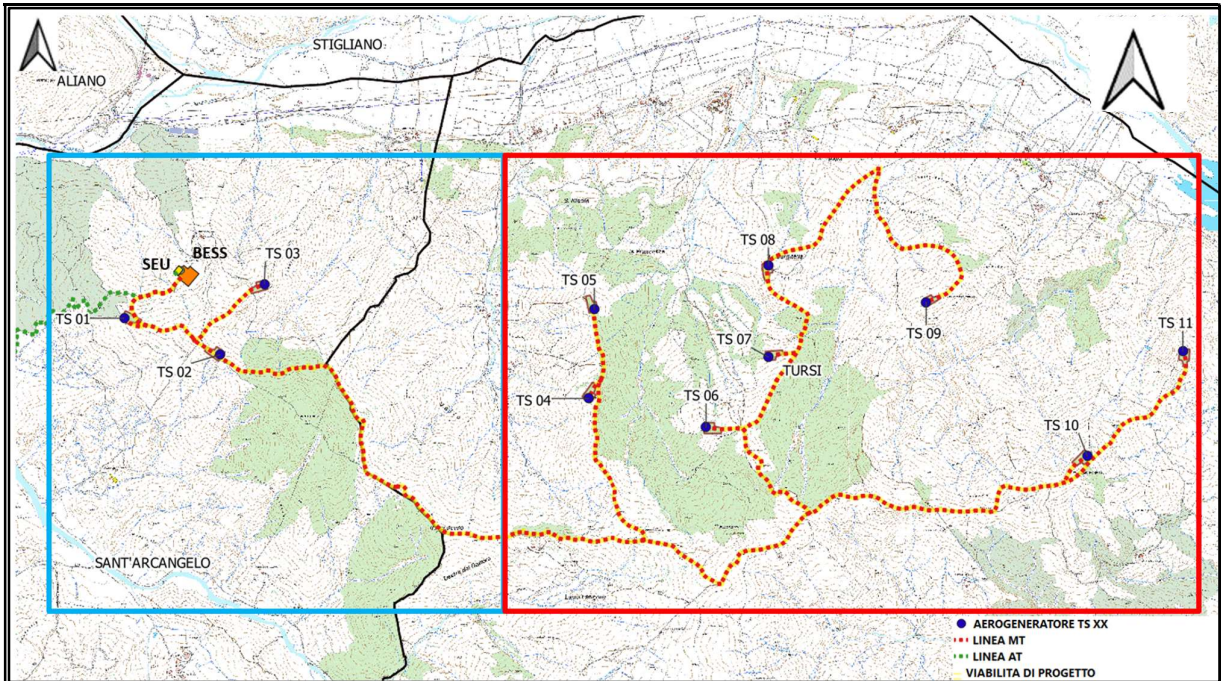 STIGLIANO
ALIANO
BESS
SEU
TS 03
TS 08
TS 05
TS 01
TS 09
TS 11
TS 02
TS 07
TURSI
TS 04
TS 06
TS 10
SANT'ARCANGELO
AEROGENERATORE TS XX
LINEA MT
LINEA AT
VIABILITA DI PROGETTO